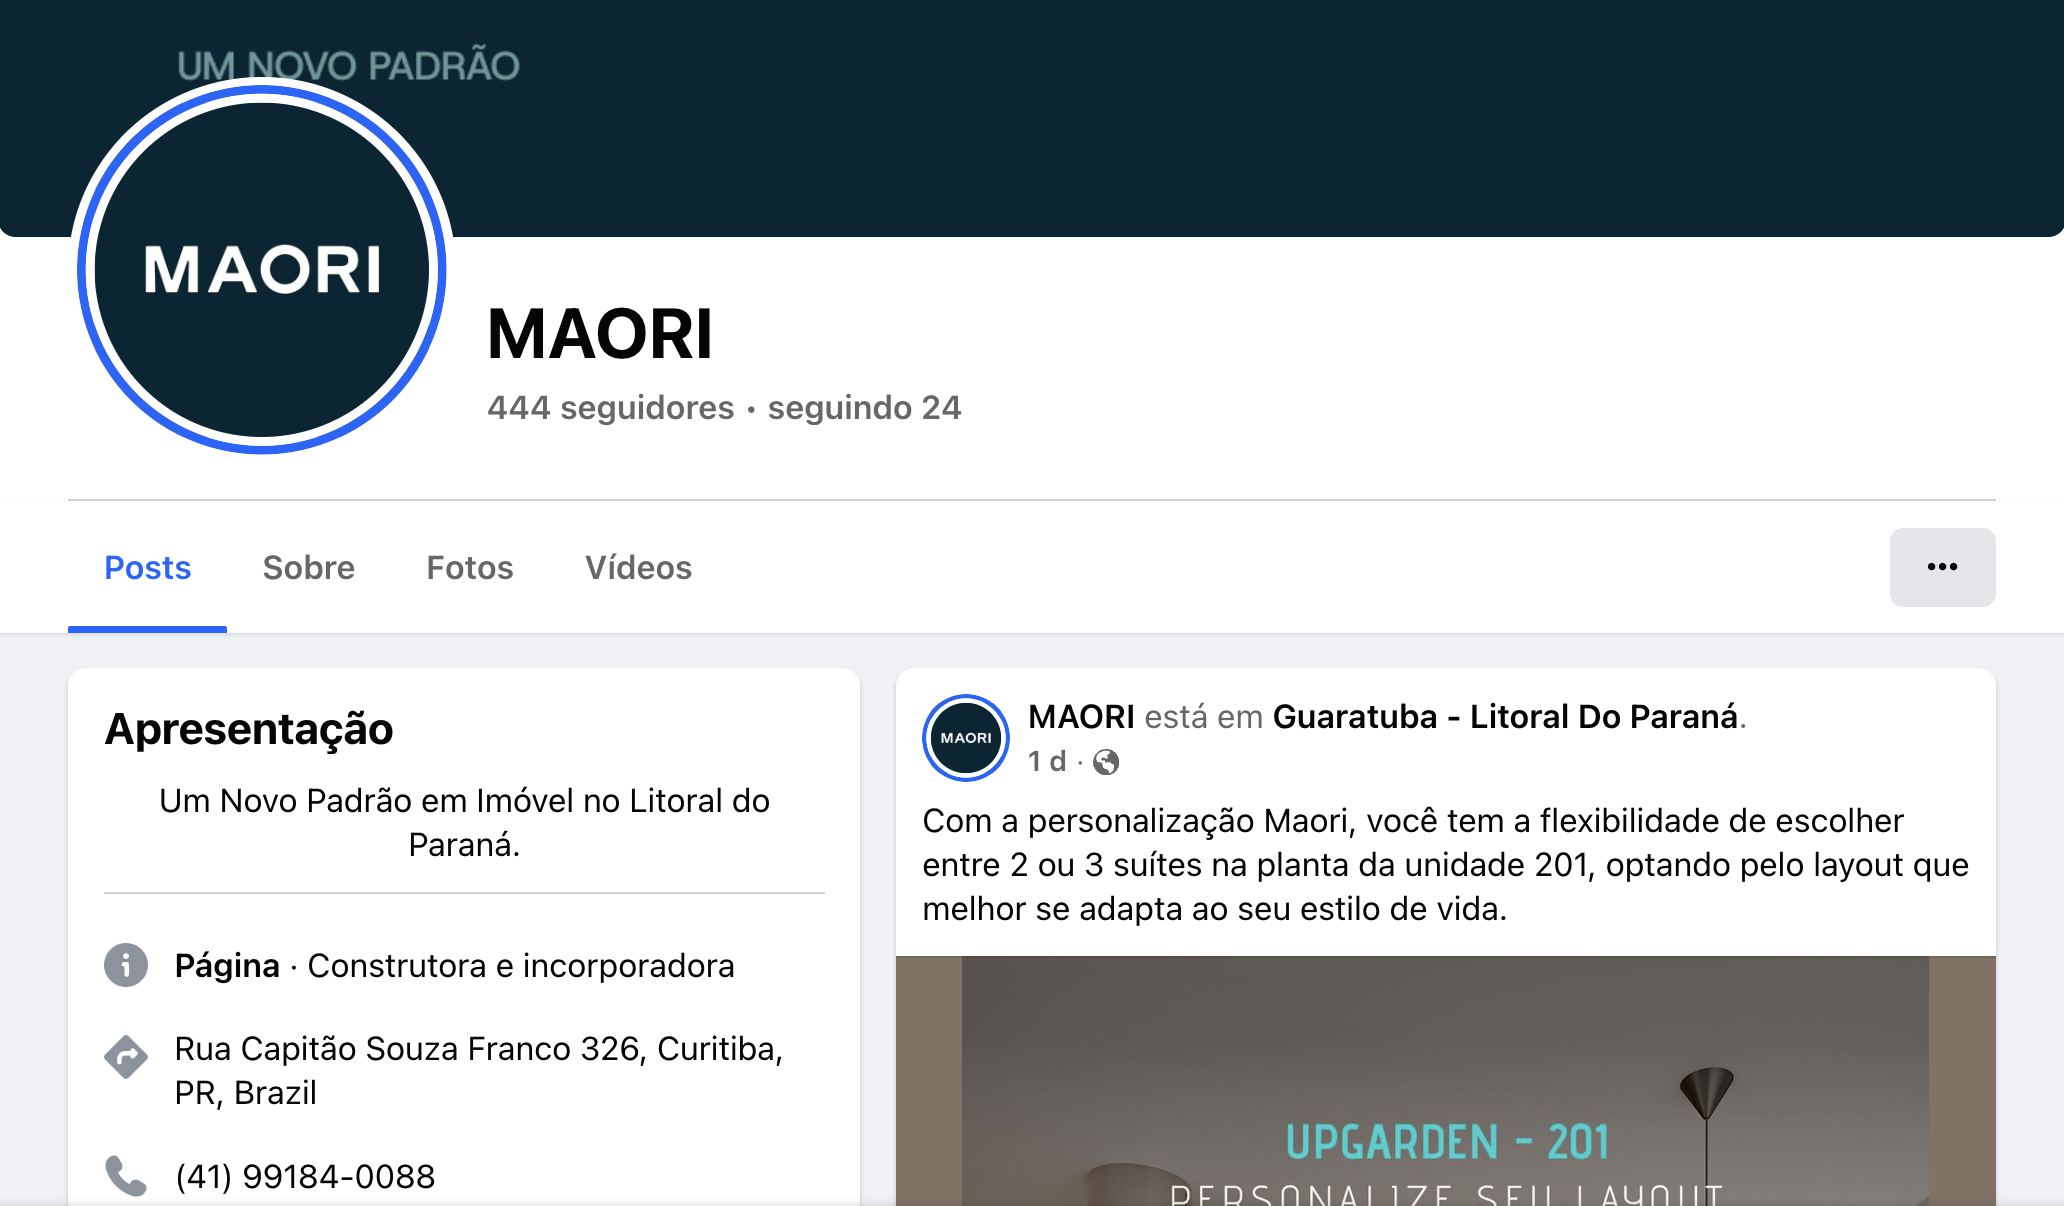 UM NOVO PADRÃO
MAORI
MAORI
444 seguidores · seguindo 24
Posts
Sobre
Fotos
Vídeos
Apresentação
Um Novo Padrão em Imóvel no Litoral do
Paraná.
Página · Construtora e incorporadora
Rua Capitão Souza Franco 326, Curitiba,
PR, Brazil
(41) 99184-0088
MAORI
MAORI está em Guaratuba - Litoral Do Paraná.
1 d ·
Com a personalização Maori, você tem a flexibilidade de escolher
entre 2 ou 3 suítes na planta da unidade 201, optando pelo layout que
melhor se adapta ao seu estilo de vida.
UPGARDEN - 201
PERSONALIZE SEU LAYOUT